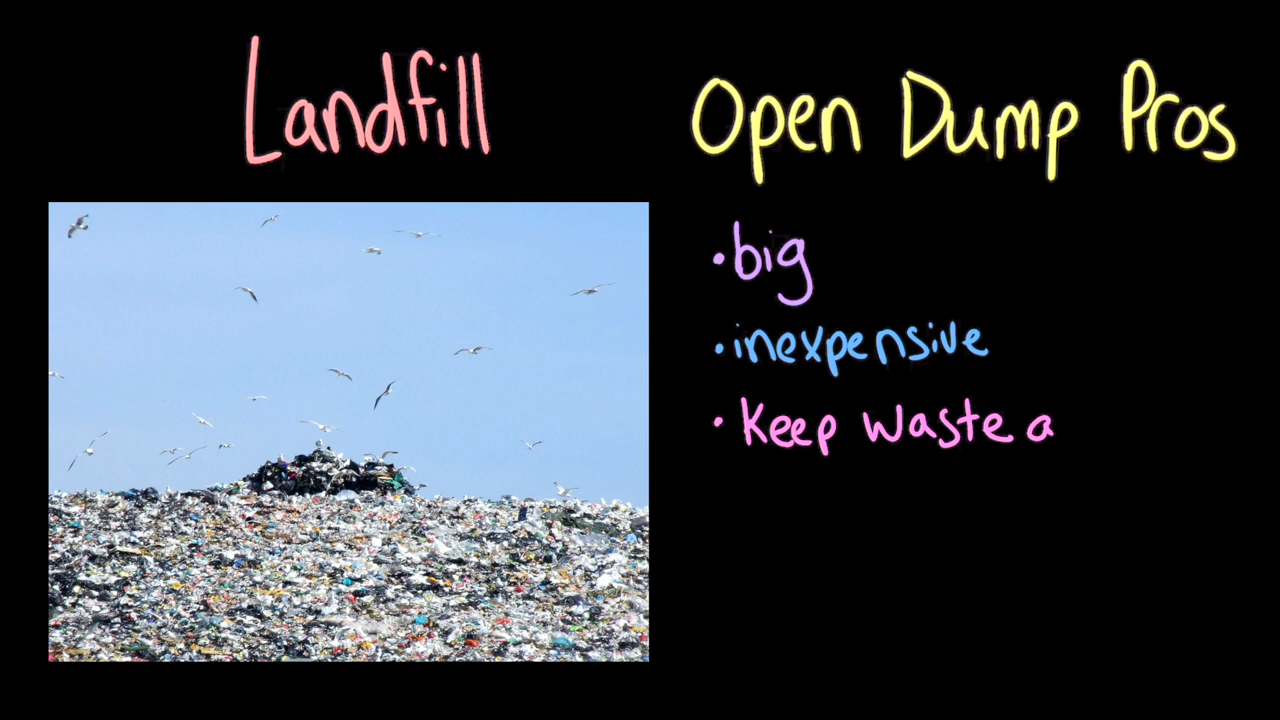 Landfill
Open Dump Pros
• big
• inexpensive
• Keep waste a